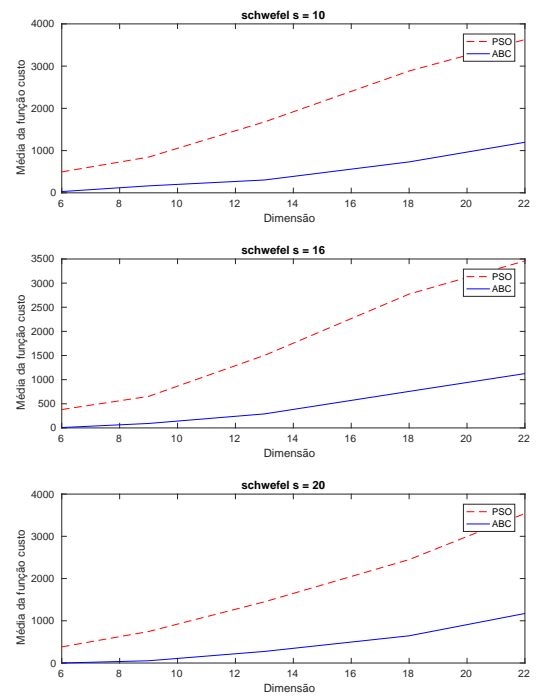 schwefel s = 10
Média da função custo
4000
3000
2000
1000
0
6 8 10 12 14 16 18 20 22
Dimensão
PSO
ABC
schwefel s = 16
Média da função custo
3500
3000
2500
2000
1500
1000
500
0
6 8 10 12 14 16 18 20 22
Dimensão
PSO
ABC
schwefel s = 20
Média da função custo
4000
3000
2000
1000
0
6 8 10 12 14 16 18 20 22
Dimensão
PSO
ABC